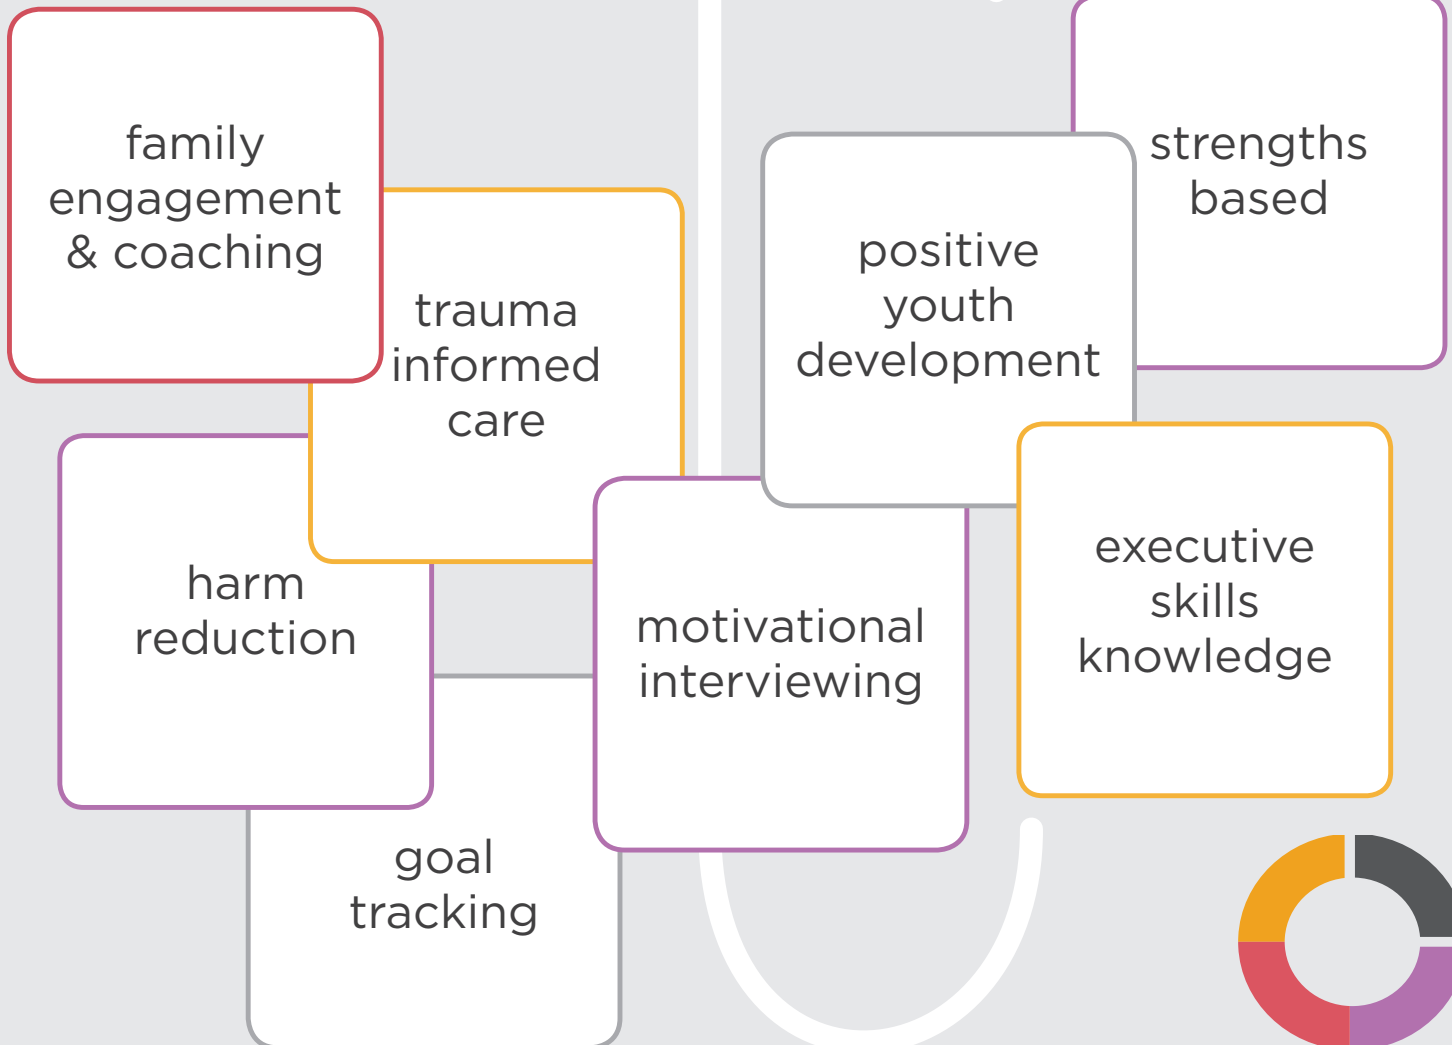 family
engagement
& coaching
trauma
informed
care
harm
reduction
goal
tracking
motivational
interviewing
positive
youth
development
strengths
based
executive
skills
knowledge